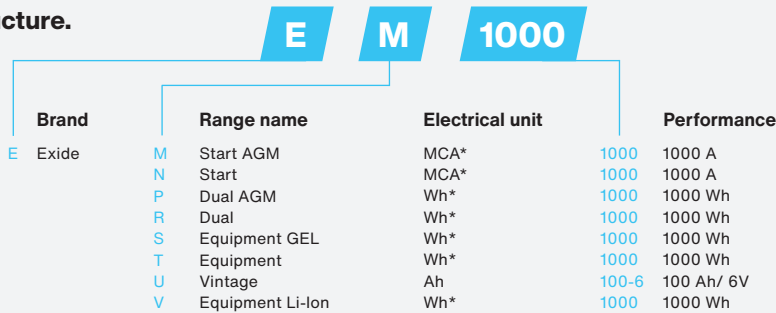 cture.
E M 1000
Brand Range name Electrical unit Performance
E Exide M Start AGM MCA* 1000 1000 A
N Start MCA* 1000 1000 A
P Dual AGM Wh* 1000 1000 Wh
R Dual Wh* 1000 1000 Wh
S Equipment GEL Wh* 1000 1000 Wh
T Equipment Wh* 1000 1000 Wh
U Vintage Ah 100-6 100 Ah/ 6V
V Equipment Li-Ion Wh* 1000 1000 Wh